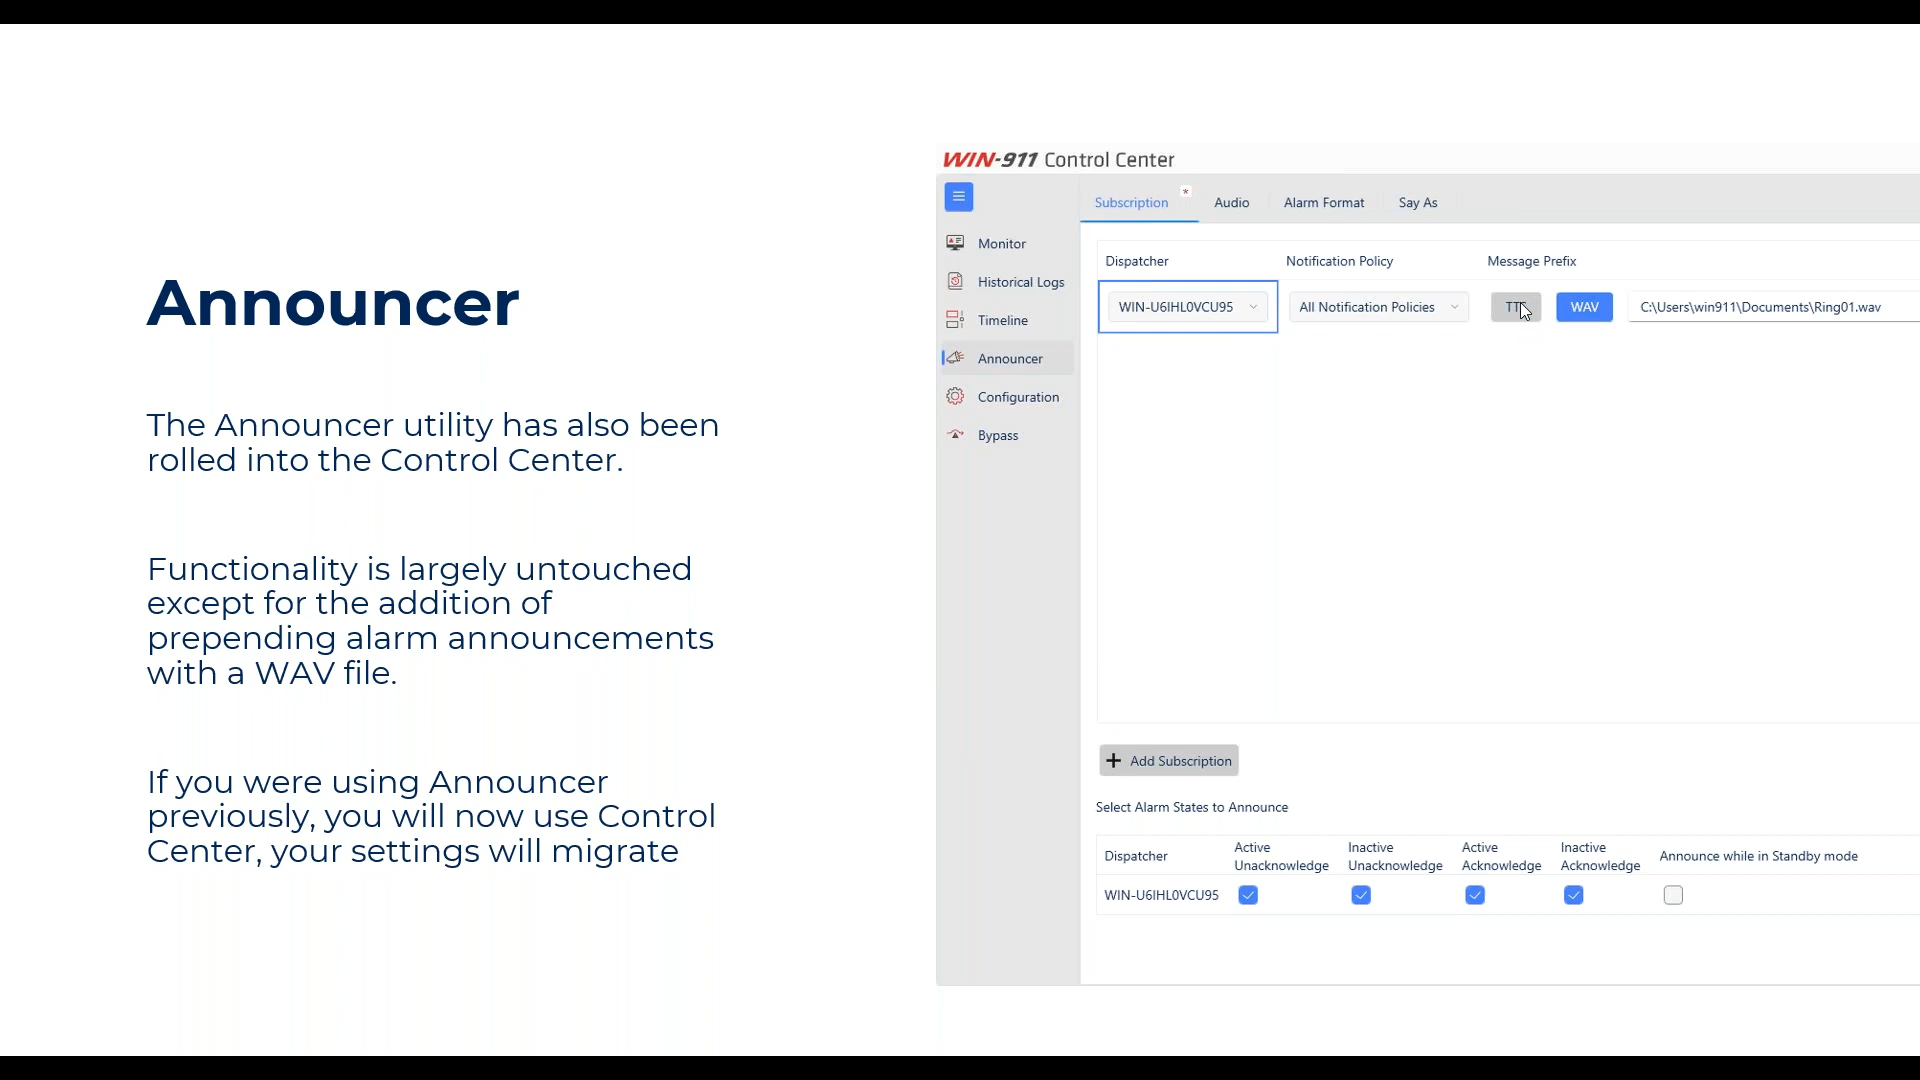 Announcer
The Announcer utility has also been
rolled into the Control Center.
Functionality is largely untouched
except for the addition of
prepending alarm announcements
with a WAV file.
If you were using Announcer
previously, you will now use Control
Center, your settings will migrate
WIN-911 Control Center
Monitor
Historical Logs
Timeline
Announcer
Configuration
Bypass
Subscription * Audio Alarm Format Say As
Dispatcher Notification Policy Message Prefix
WIN-U6IHL0VCU95 All Notification Policies WAV C:\Users\win911\Documents\Ring01.wav
+ Add Subscription
Select Alarm States to Announce
Dispatcher Active Unacknowledge Inactive Unacknowledge Active Acknowledge Inactive Acknowledge Announce while in Standby mode
WIN-U6IHL0VCU95